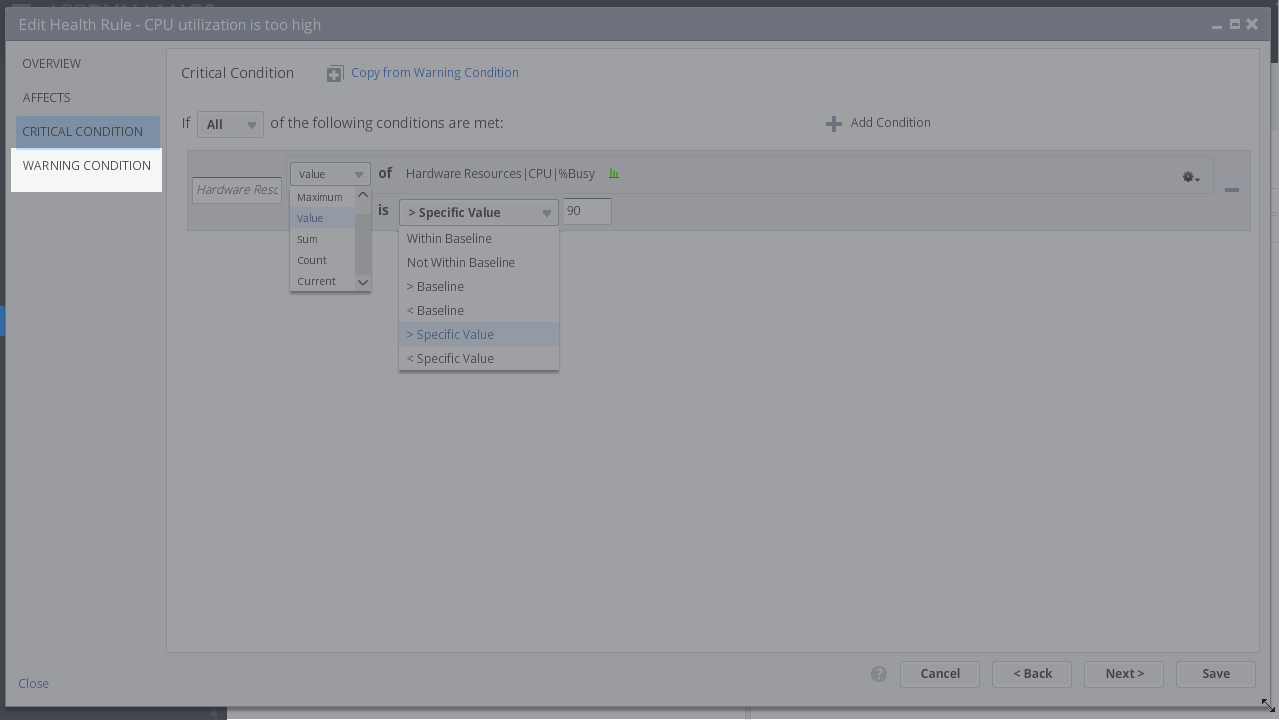 Edit Health Rule - CPU utilization is too high
OVERVIEW
AFFECTS
CRITICAL CONDITION
WARNING CONDITION
Critical Condition
Copy from Warning Condition
If All of the following conditions are met:
Add Condition
Value of Hardware Resources|CPU|%Busy
Hardware
is > Specific Value 90
Maximum
Value
Sum
Count
Current
Within Baseline
Not Within Baseline
> Baseline
< Baseline
> Specific Value
< Specific Value
Close
?
Cancel
< Back
Next >
Save